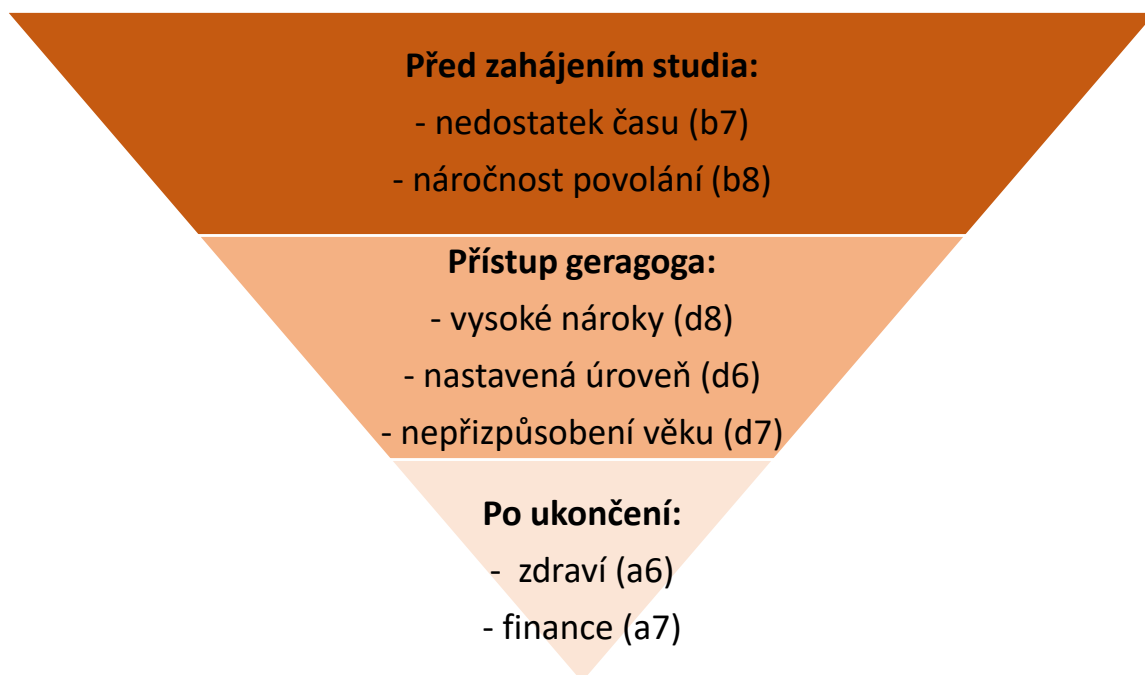 Před zahájením studia:
- nedostatek času (b7)
- náročnost povolání (b8)
Přístup geragoga:
- vysoké nároky (d8)
- nastavená úroveň (d6)
- nepřizpůsobení věku (d7)
Po ukončení:
- zdraví (a6)
- finance (a7)